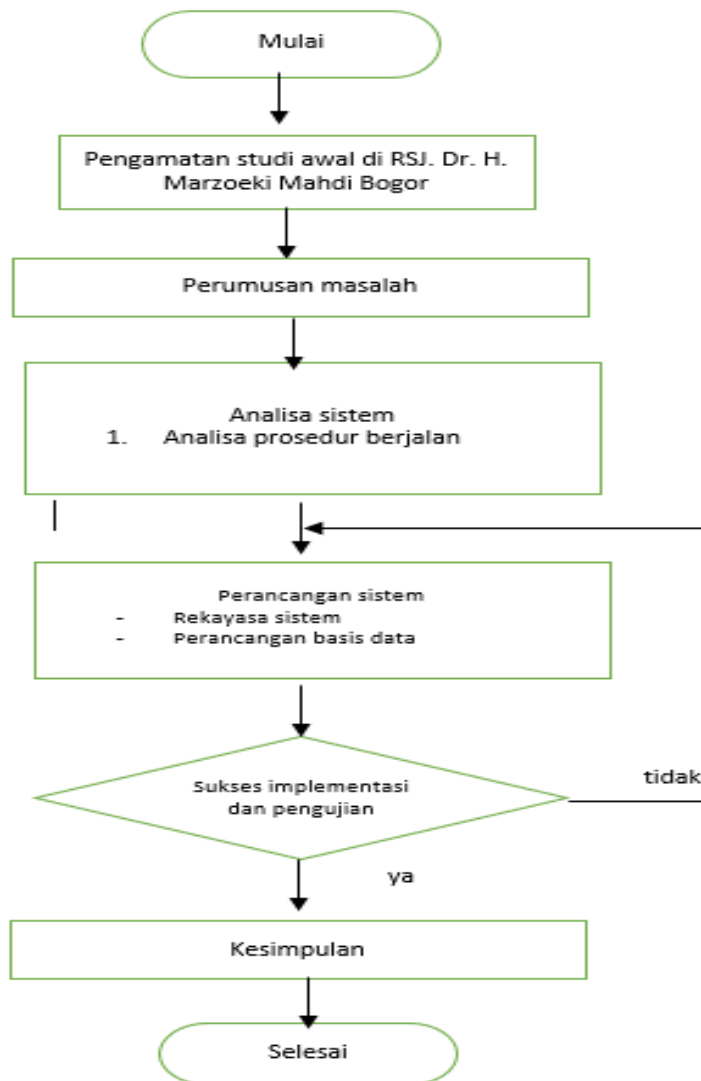 Mulai
Pengamatan studi awal di RSJ. Dr. H.
Marzoeki Mahdi Bogor
Perumusan masalah
Analisa sistem
1. Analisa prosedur berjalan
Perancangan sistem
- Rekayasa sistem
- Perancangan basis data
Sukses implementasi
dan pengujian
tidak
ya
Kesimpulan
Selesai